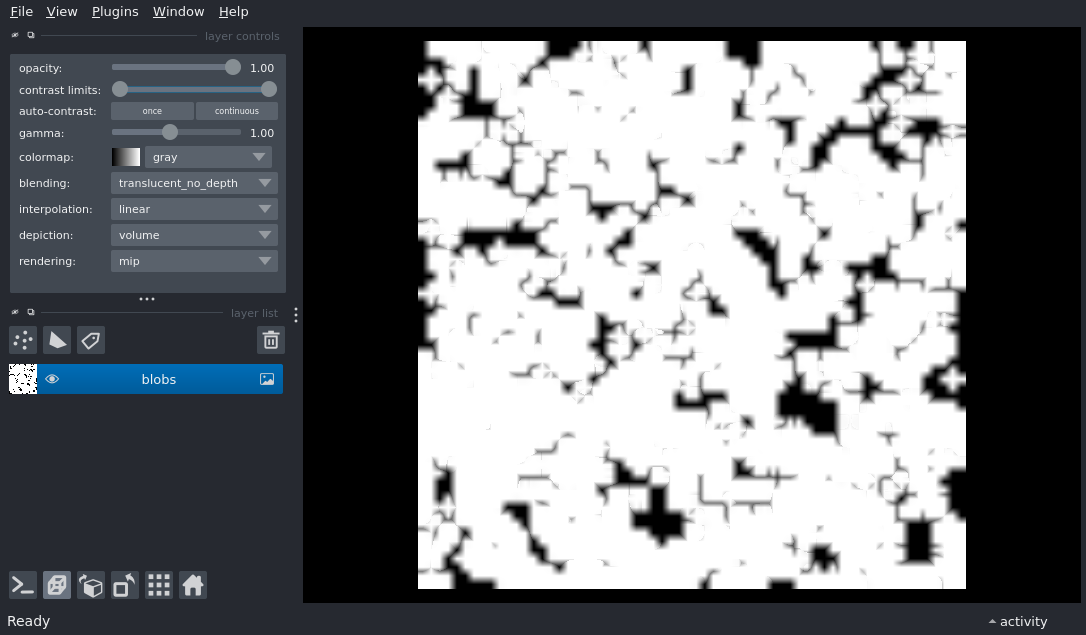 File View Plugins Window Help
layer controls
opacity: 1.00
contrast limits:
auto-contrast: once continuous
gamma: 1.00
colormap: gray
blending: translucent_no_depth
interpolation: linear
depiction: volume
rendering: mip
layer list
blobs
Ready activity